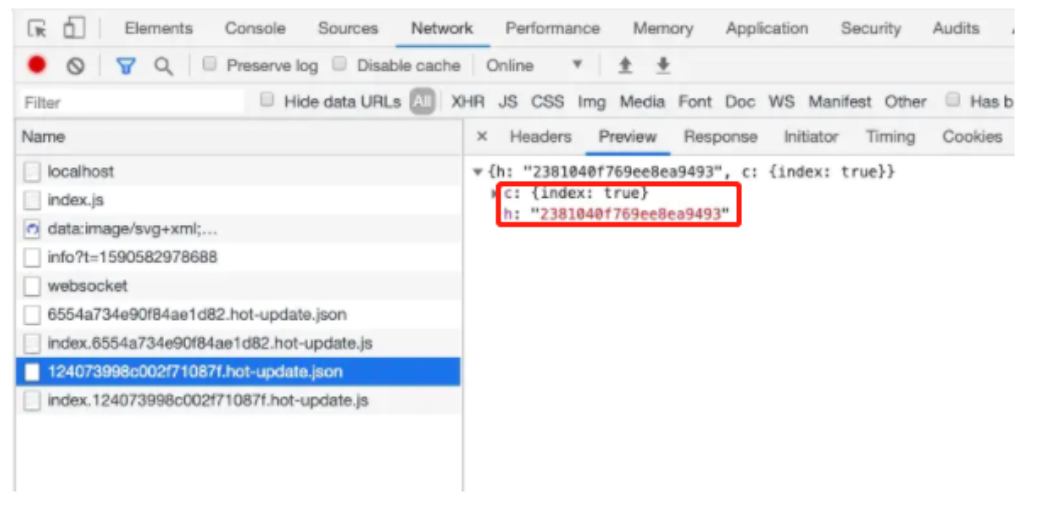 Elements Console Sources Network Performance Memory Application Security Audits
Preserve log Disable cache Online
Filter Hide data URLs All XHR JS CSS Img Media Font Doc WS Manifest Other Has b
Name
× Headers Preview Response Initiator Timing Cookies
localhost
index.js
data:image/svg+xml;...
info?t=1590582978688
websocket
6554a734e90f84ae1d82.hot-update.json
index.6554a734e90f84ae1d82.hot-update.js
124073998c002f71087f.hot-update.json
index.124073998c002f71087f.hot-update.js
▼{h: "2381040f769ee8ea9493", c: {index: true}}
c: {index: true}
h: "2381040f769ee8ea9493"